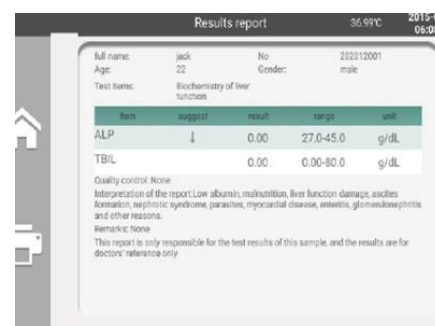 Results report 36.99℃ 2015-
06:0
full name: jack No 202012001
Age: 22 Gender: male
Test items: Biochemistry of liver
function
Item suggest result range unit
ALP ↓ 0.00 27.0-45.0 g/dL
TBIL 0.00 0.00-80.0 g/dL
Quality control: None
Interpretation of the report:Low albumin, malnutrition, liver function damage, ascites
formation, nephrotic syndrome, parasites, myocardial disease, enteritis, glomerulonephritis
and other reasons.
Remarks: None
This report is only responsible for the test results of this sample, and the results are for
doctors' reference
only